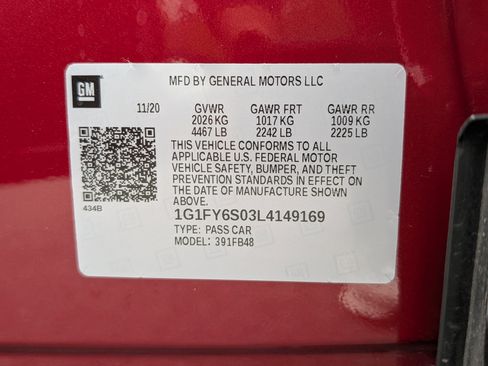 GM
MFD BY GENERAL MOTORS LLC
11/20 GVWR GAWR FRT GAWR RR
2026 KG 1017 KG 1009 KG
4467 LB 2242 LB 2225 LB
THIS VEHICLE CONFORMS TO ALL
APPLICABLE U.S. FEDERAL MOTOR
VEHICLE SAFETY, BUMPER, AND THEFT
PREVENTION STANDARDS IN EFFECT ON
THE DATE OF MANUFACTURE SHOWN
ABOVE.
434B
1G1FY6S03L4149169
TYPE: PASS CAR
MODEL: 391FB48